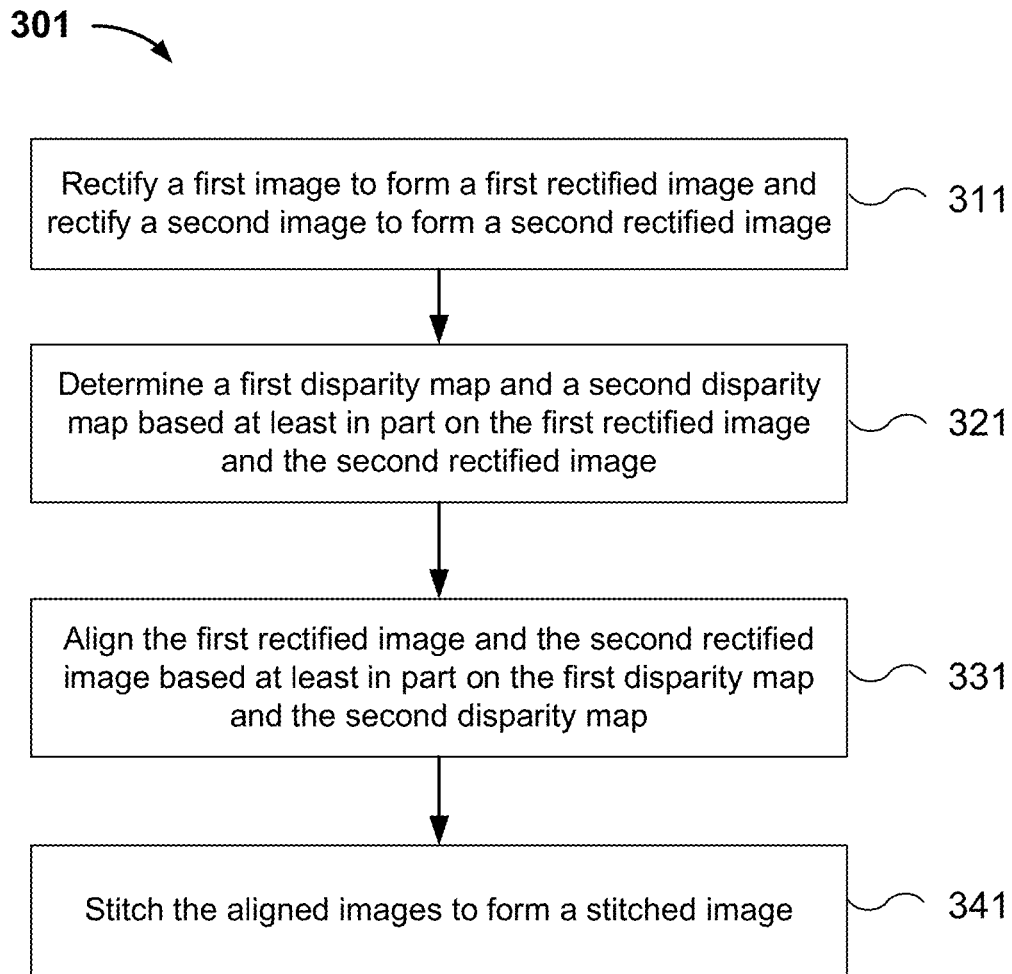 301
Rectify a first image to form a first rectified image and
rectify a second image to form a second rectified image
311
Determine a first disparity map and a second disparity
map based at least in part on the first rectified image
and the second rectified image
321
Align the first rectified image and the second rectified
image based at least in part on the first disparity map
and the second disparity map
331
Stitch the aligned images to form a stitched image
341